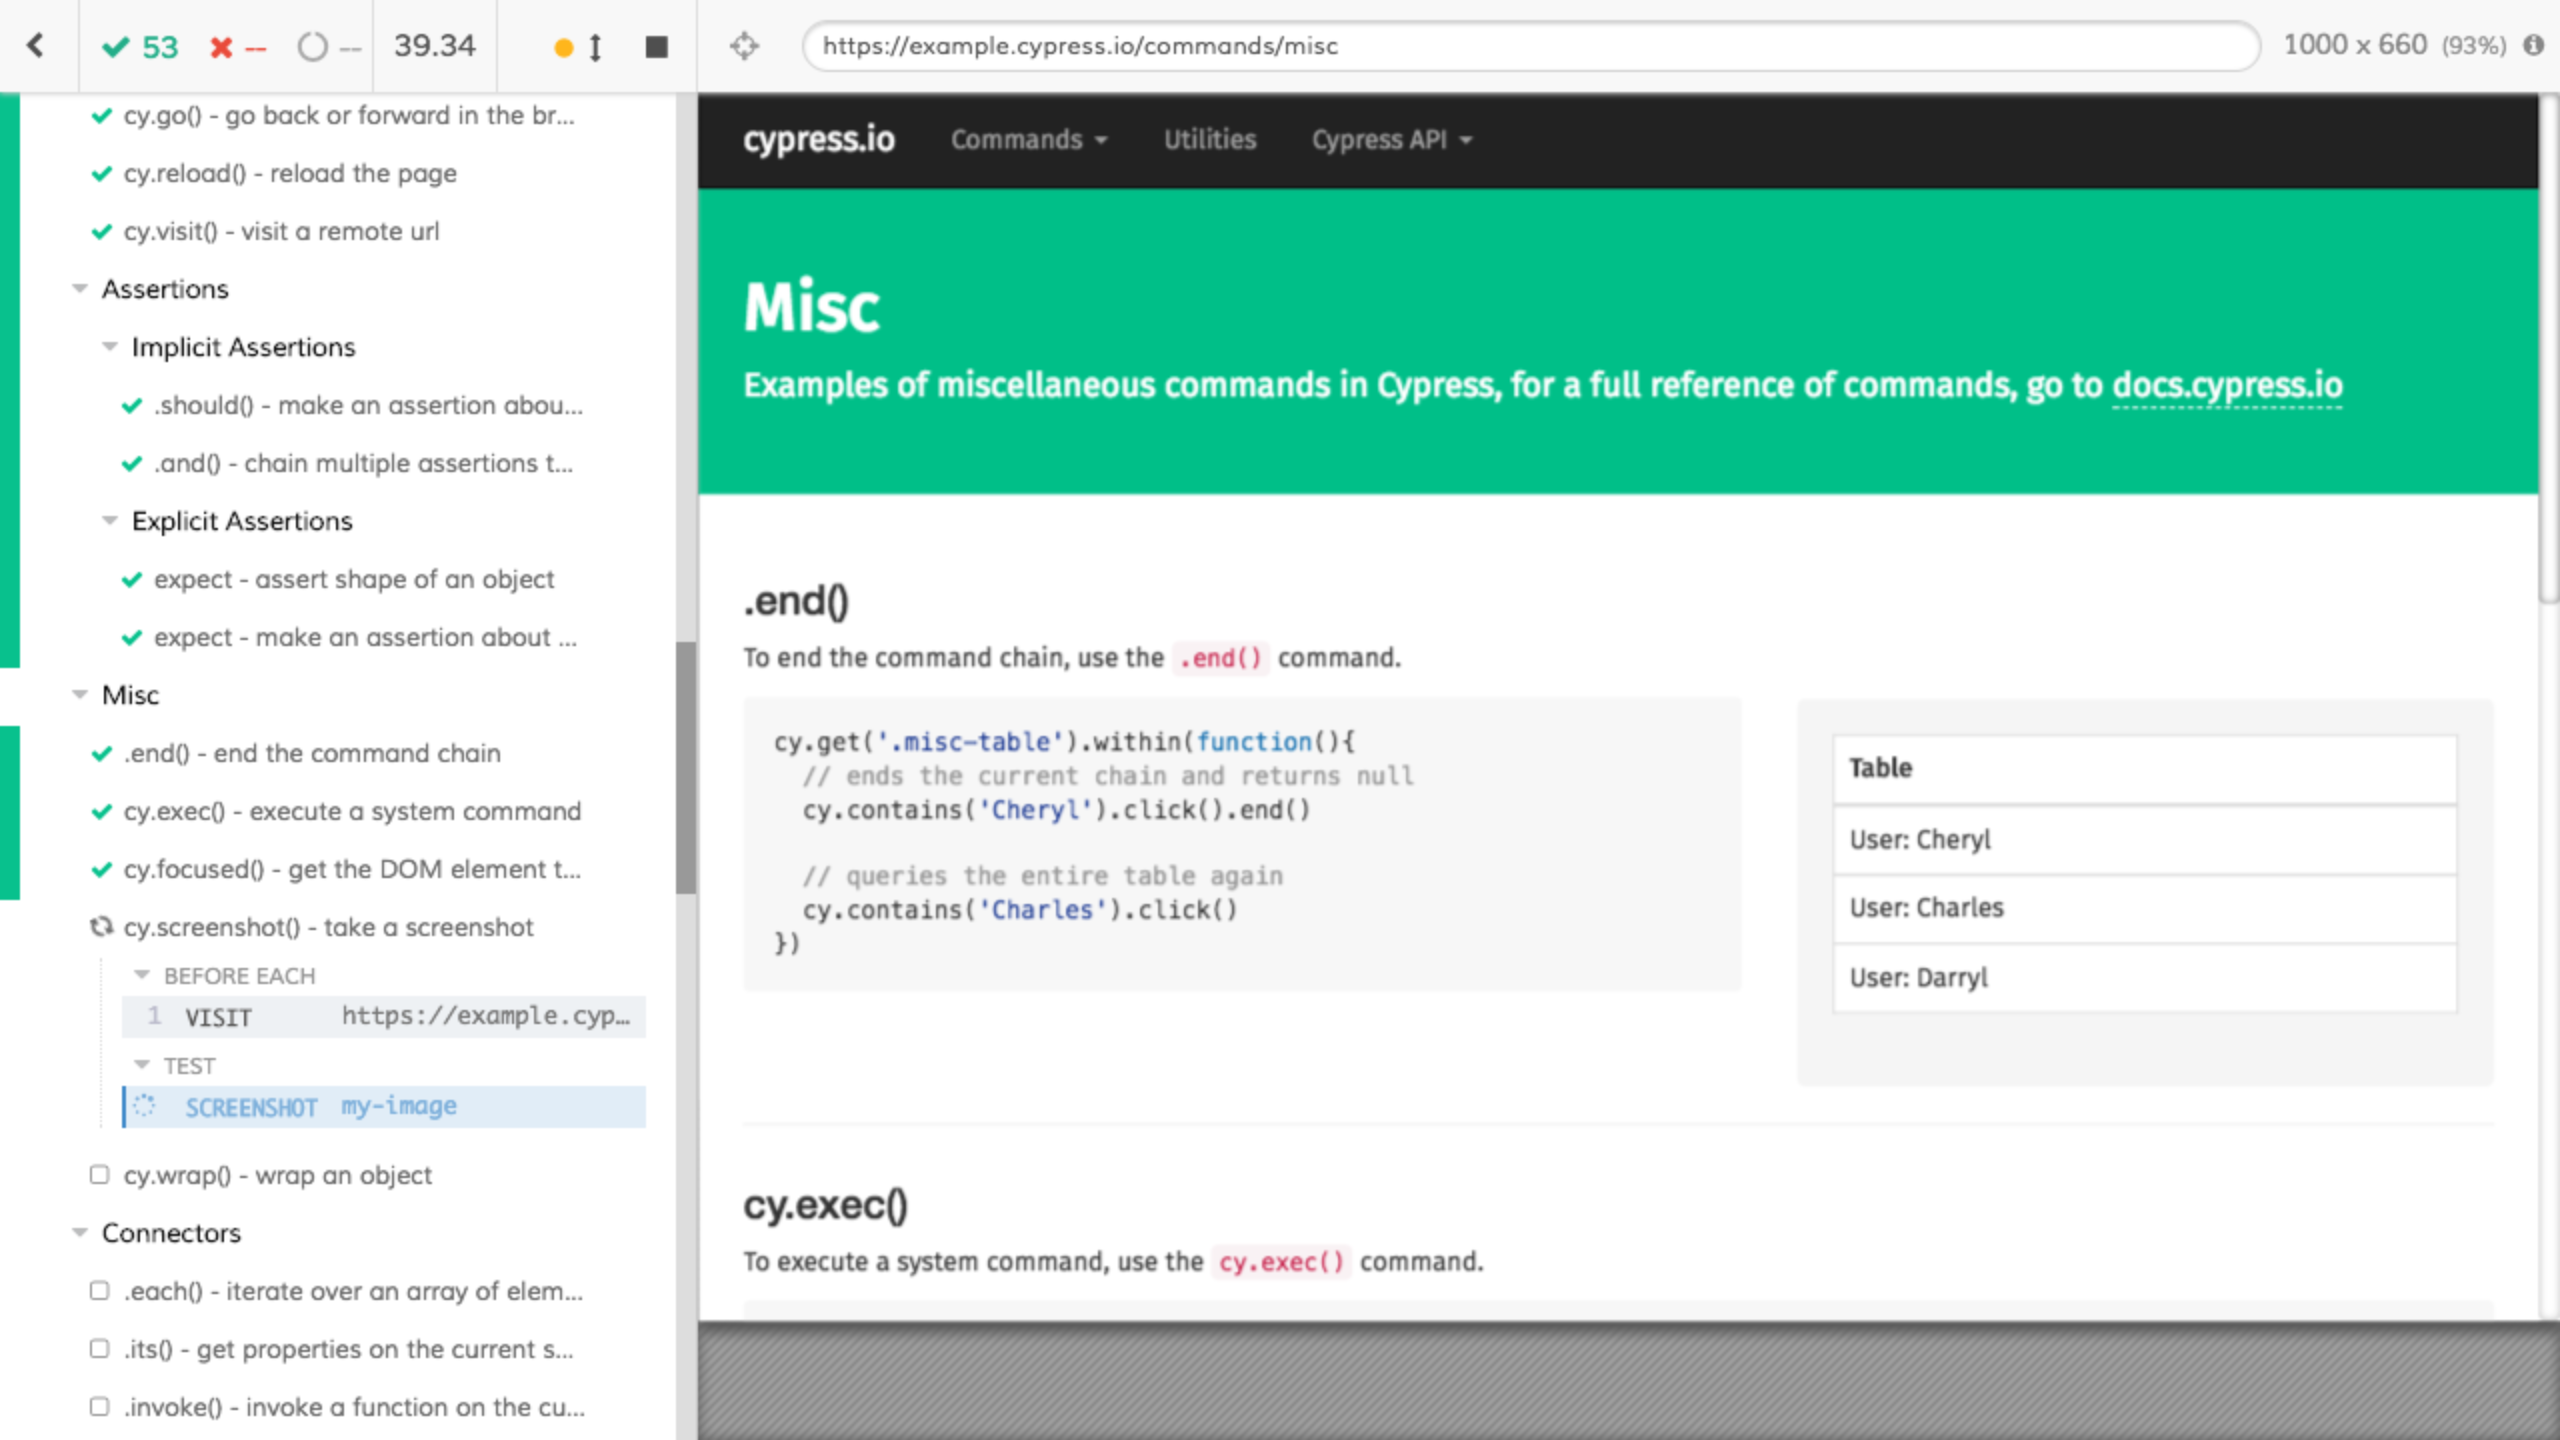 53 -- -- 39.34
https://example.cypress.io/commands/misc
1000 x 660 (93%)
cy.go() - go back or forward in the br...
cy.reload() - reload the page
cy.visit() - visit a remote url
Assertions
Implicit Assertions
.should() - make an assertion abou...
.and() - chain multiple assertions t...
Explicit Assertions
expect - assert shape of an object
expect - make an assertion about ...
Misc
.end() - end the command chain
cy.exec() - execute a system command
cy.focused() - get the DOM element t...
cy.screenshot() - take a screenshot
BEFORE EACH
1 VISIT https://example.cyp...
TEST
SCREENSHOT my-image
cy.wrap() - wrap an object
Connectors
.each() - iterate over an array of elem...
.its() - get properties on the current s...
.invoke() - invoke a function on the cu...
cypress.io Commands Utilities Cypress API
Misc
Examples of miscellaneous commands in Cypress, for a full reference of commands, go to docs.cypress.io
.end()
To end the command chain, use the .end() command.
cy.get('.misc-table').within(function(){
// ends the current chain and returns null
cy.contains('Cheryl').click().end()
// queries the entire table again
cy.contains('Charles').click()
})
Table
User: Cheryl
User: Charles
User: Darryl
cy.exec()
To execute a system command, use the cy.exec() command.